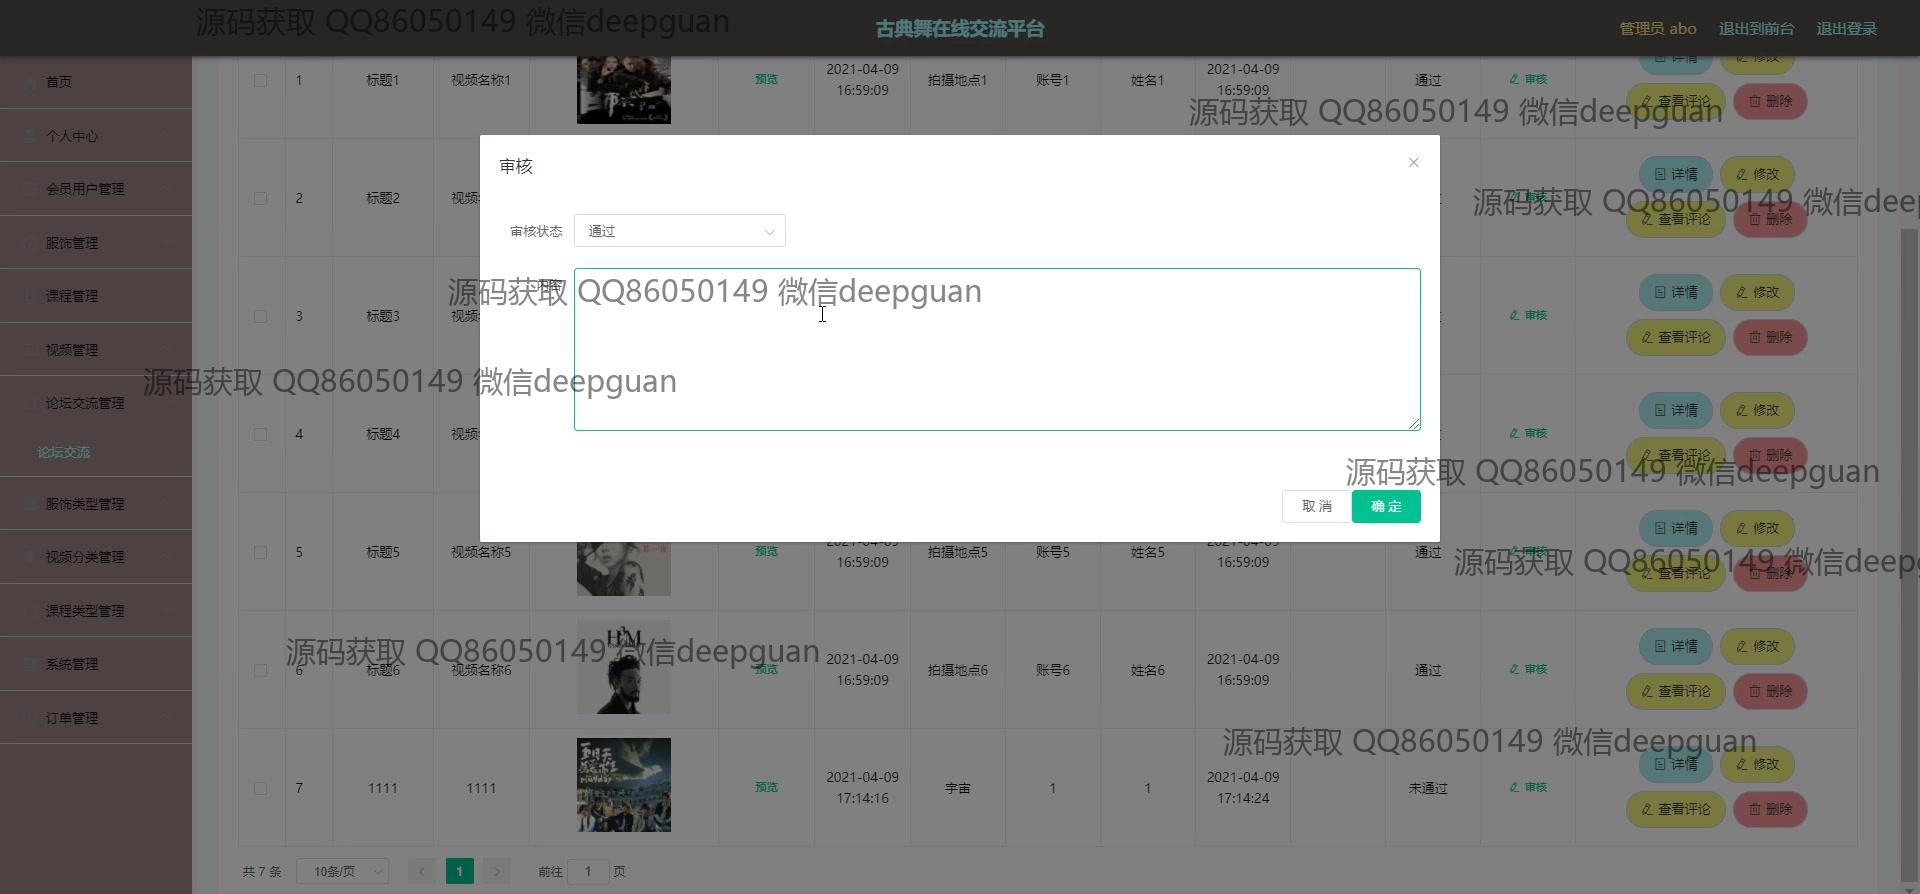 源码获取 QQ86050149 微信deepguan
古典舞在线交流平台
管理员 abo
退出到前台
退出登录
首页
个人中心
会员用户管理
服饰管理
课程管理
视频管理
论坛交流管理
论坛交流
服饰类型管理
视频分类管理
课程类型管理
系统管理
订单管理
1 标题1 视频名称1 预览 2021-04-09 16:59:09 拍摄地点1 账号1 姓名1 2021-04-09 16:59:09 通过 审核 详情 修改 查看评论 删除
源码获取 QQ86050149 微信deepguan
审核
2 标题2 视频 审核 详情 修改 查看评论 删除
源码获取 QQ86050149 微信dee
审核状态 通过
内容
源码获取 QQ86050149 微信deepguan
3 标题3 视频 审核 详情 修改 查看评论 删除
源码获取 QQ86050149 微信deepguan
4 标题4 视频 审核 详情 修改 查看评论 删除
源码获取 QQ86050149 微信deepguan
取消 确定
5 标题5 视频名称5 预览 2021-04-09 16:59:09 拍摄地点5 账号5 姓名5 2021-04-09 16:59:09 通过 审核 详情 修改 查看评论 删除
源码获取 QQ86050149 微信deep
源码获取 QQ86050149 微信deepguan
6 标题6 视频名称6 预览 2021-04-09 16:59:09 拍摄地点6 账号6 姓名6 2021-04-09 16:59:09 通过 审核 详情 修改 查看评论 删除
源码获取 QQ86050149 微信deepguan
7 1111 1111 预览 2021-04-09 17:14:16 宇宙 1 1 2021-04-09 17:14:24 未通过 审核 详情 修改 查看评论 删除
共 7 条 10条/页 1 前往 1 页